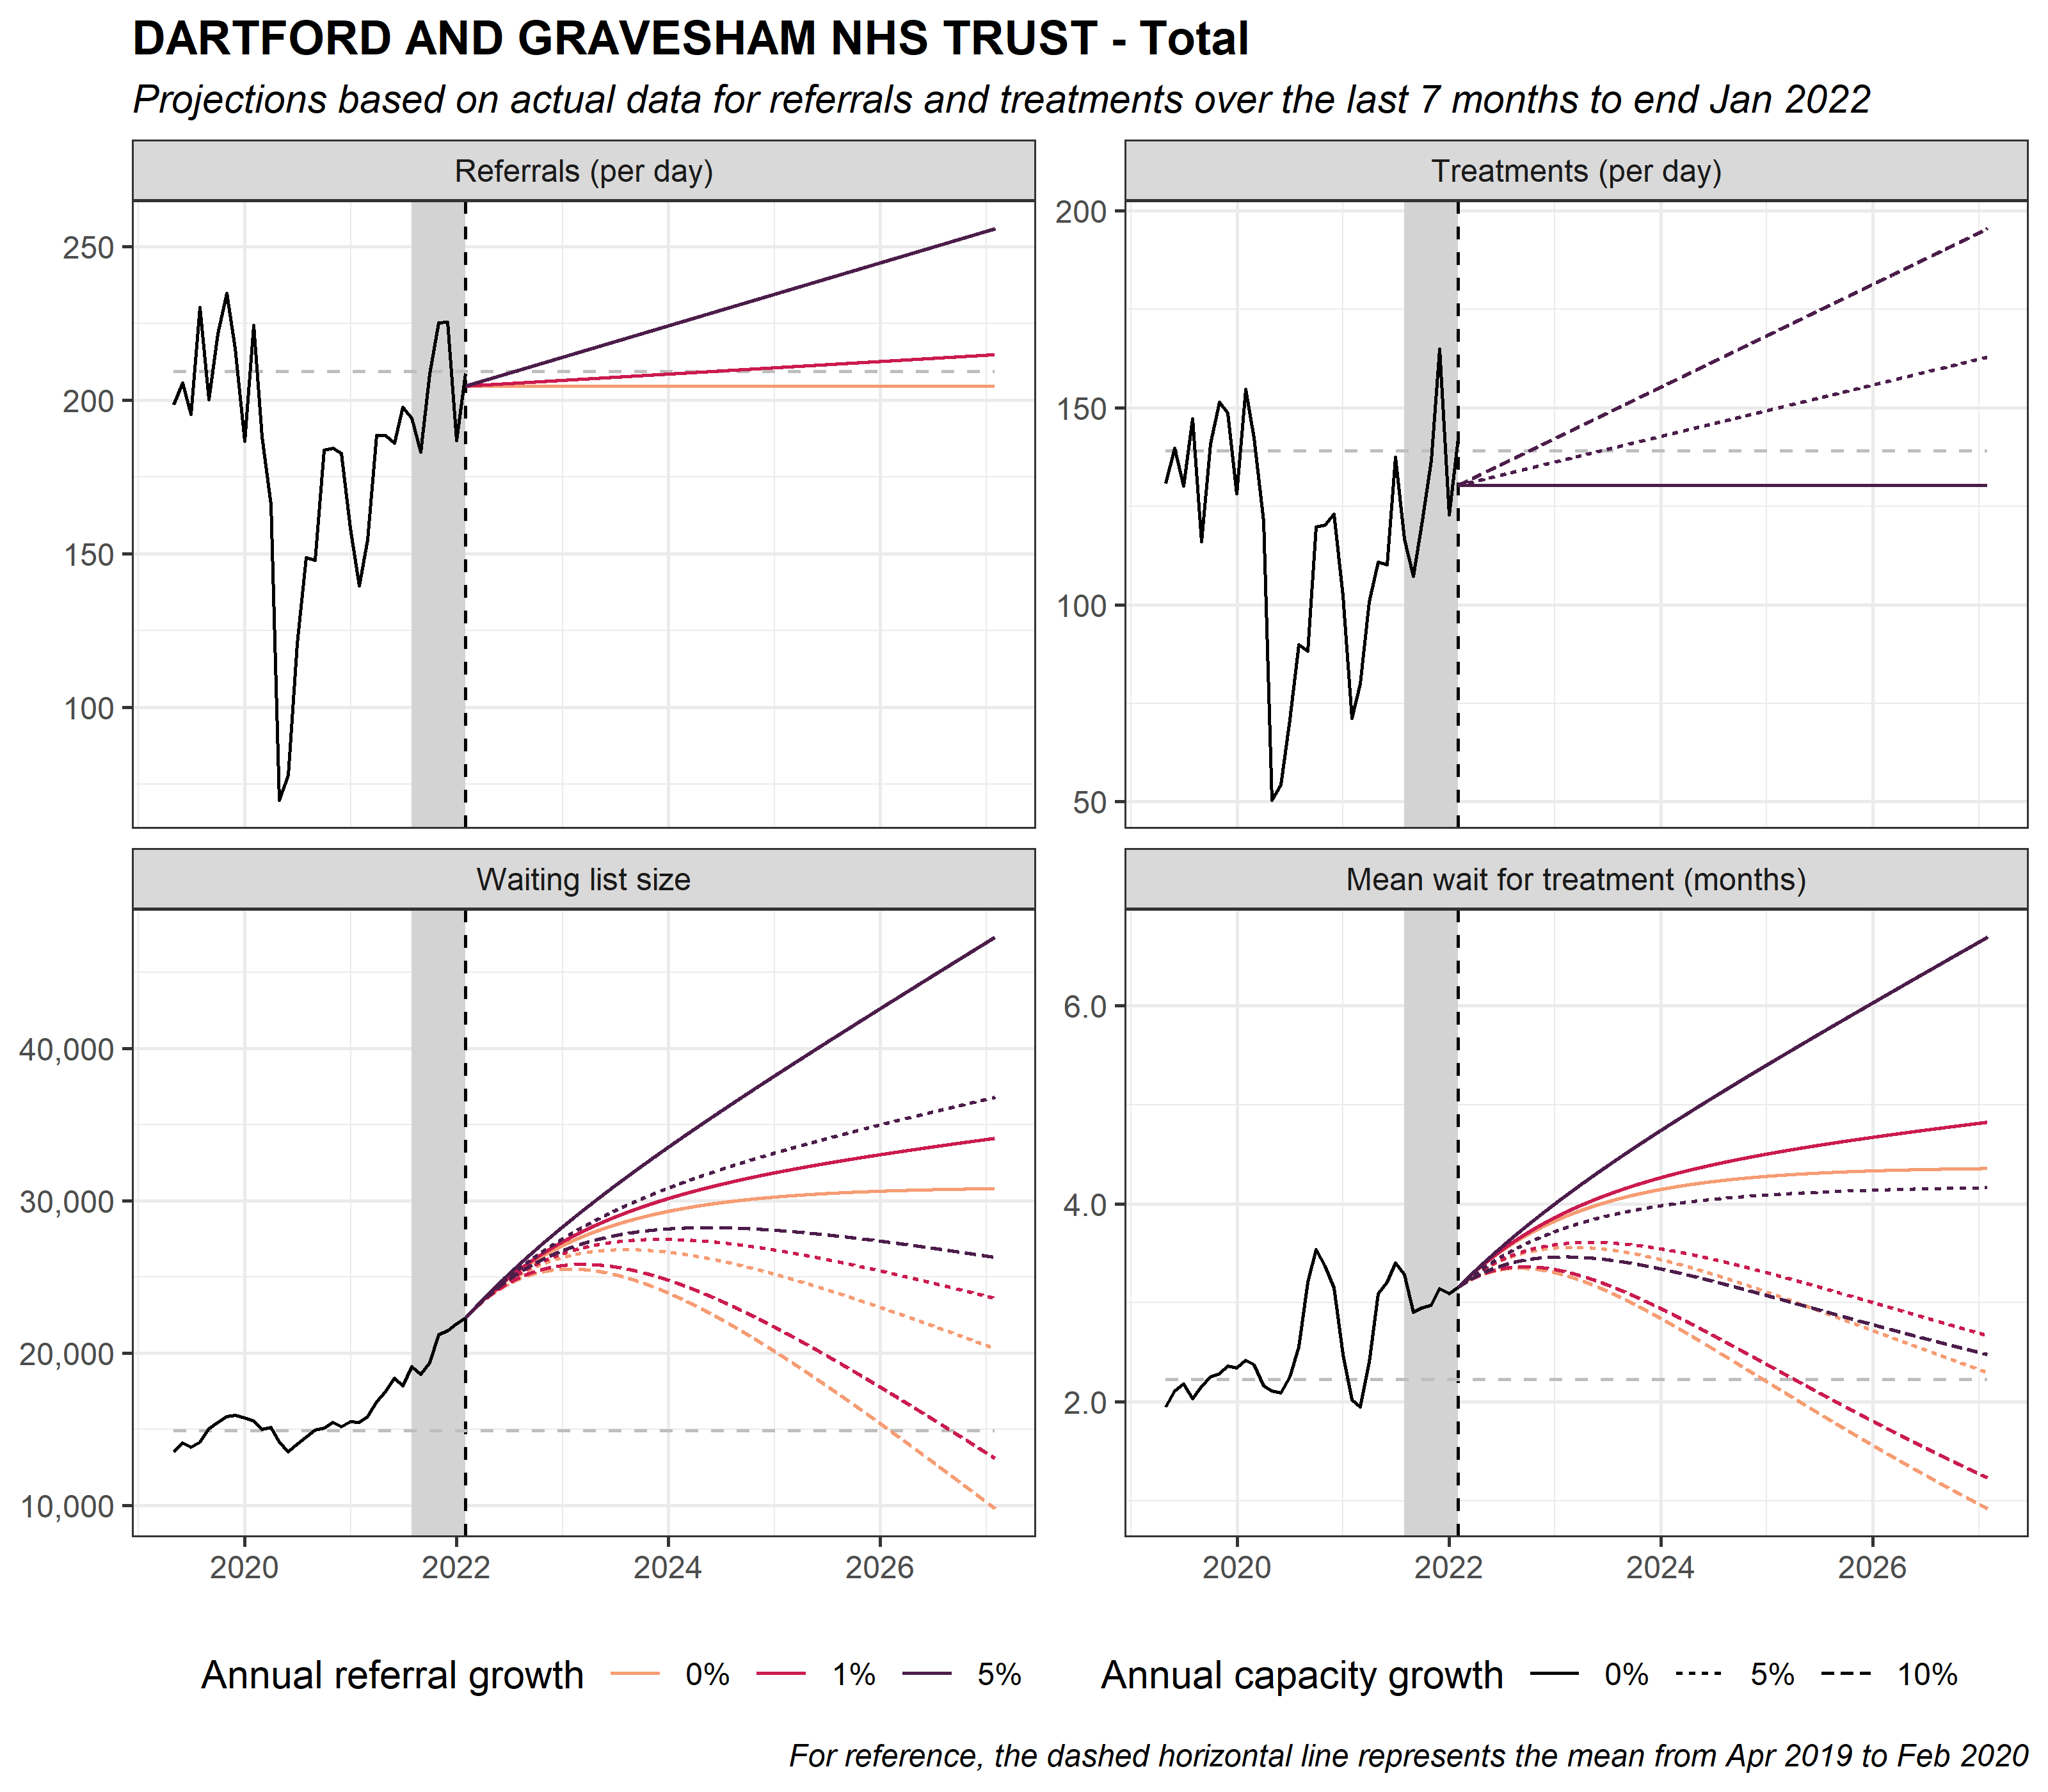 DARTFORD AND GRAVESHAM NHS TRUST - Total
Projections based on actual data for referrals and treatments over the last 7 months to end Jan 2022
Referrals (per day)
250
200
150
100
Treatments (per day)
200
150
100
50
Waiting list size
40,000
30,000
20,000
10,000
2020 2022 2024 2026
Mean wait for treatment (months)
6.0
4.0
2.0
2020 2022 2024 2026
Annual referral growth 0% 1% 5%
Annual capacity growth 0% 5% 10%
For reference, the dashed horizontal line represents the mean from Apr 2019 to Feb 2020